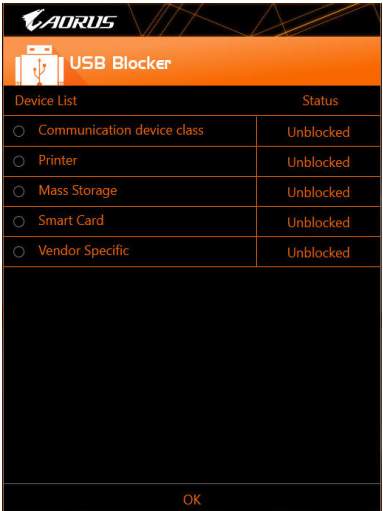 AORUS
USB Blocker
Device List Status
Communication device class Unblocked
Printer Unblocked
Mass Storage Unblocked
Smart Card Unblocked
Vendor Specific Unblocked
OK